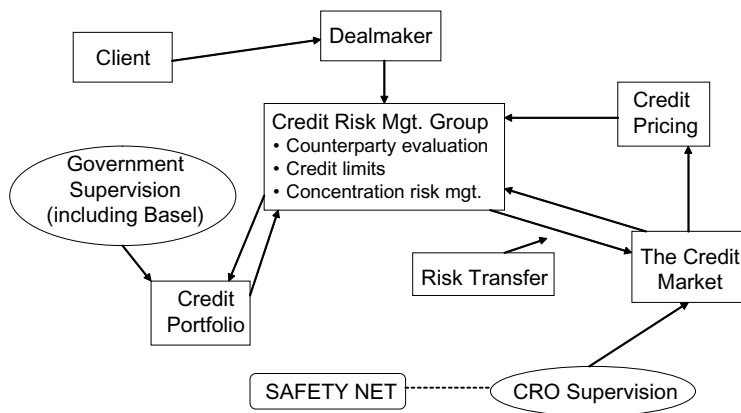 Client
Dealmaker
Credit Risk Mgt. Group
• Counterparty evaluation
• Credit limits
• Concentration risk mgt.
Credit
Pricing
Government
Supervision
(including Basel)
Credit
Portfolio
Risk Transfer
The Credit
Market
SAFETY NET
CRO Supervision